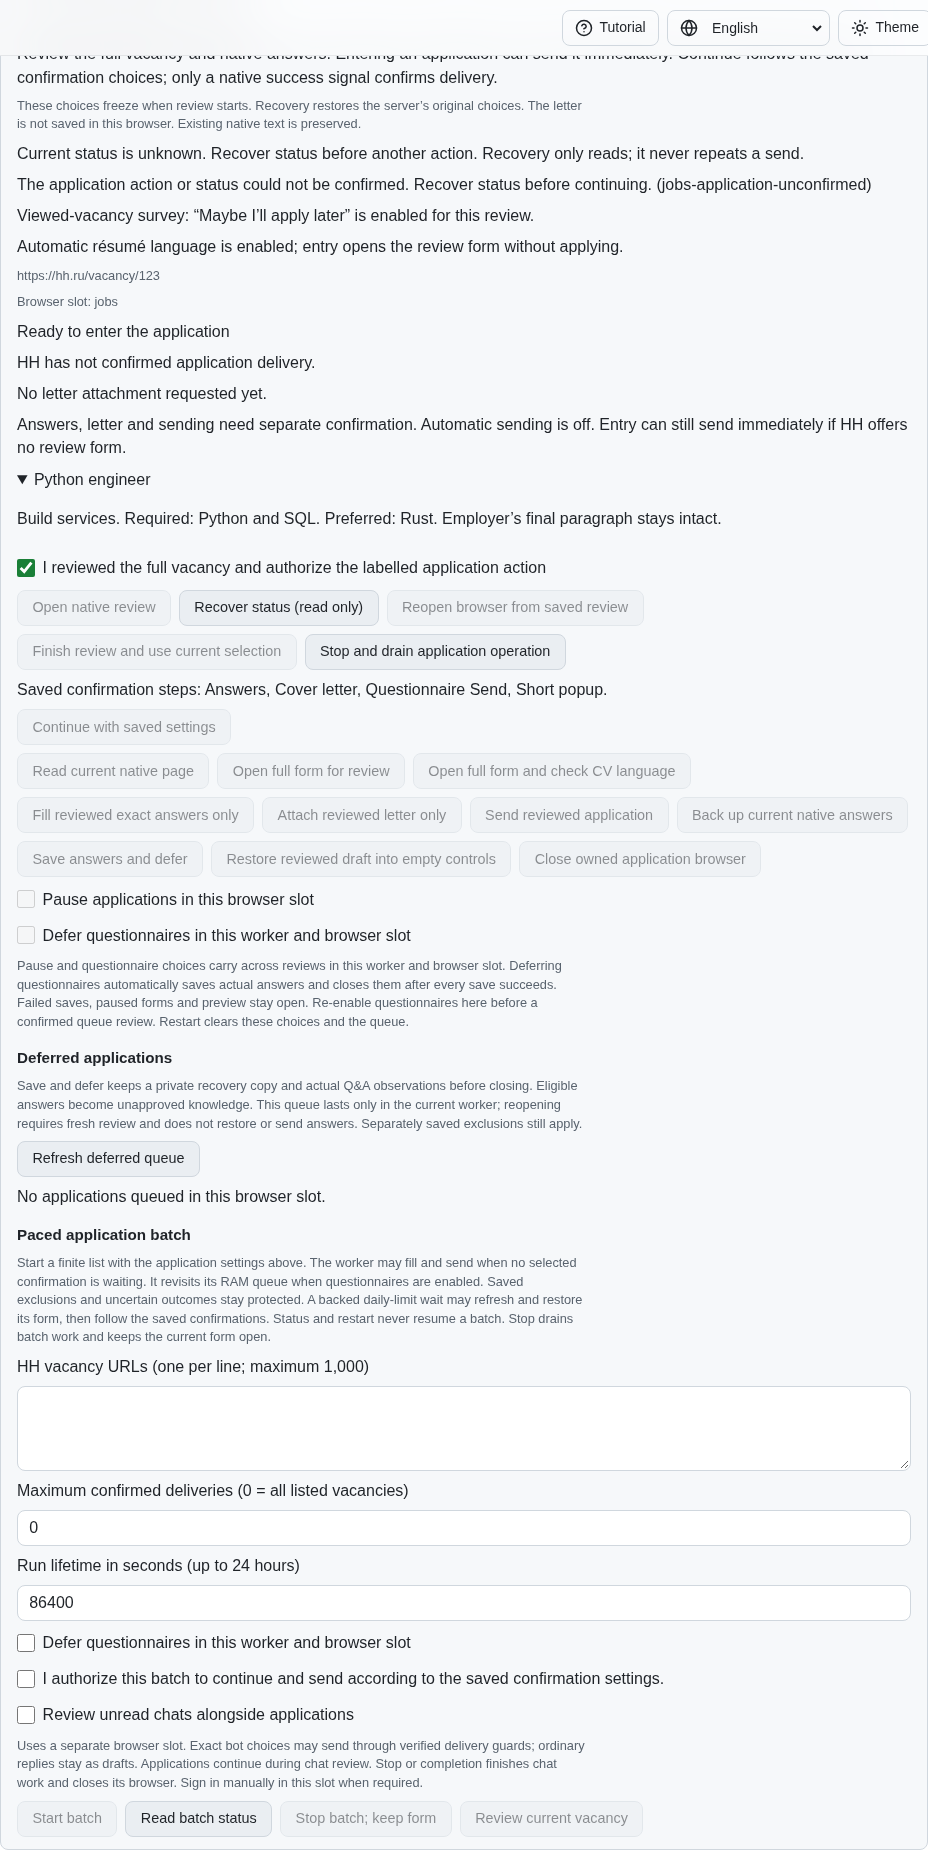 Tutorial
English
Theme
Review the full vacancy and native answers. Entering an application can send it immediately. Continue follows the saved
confirmation choices; only a native success signal confirms delivery.
These choices freeze when review starts. Recovery restores the server’s original choices. The letter
is not saved in this browser. Existing native text is preserved.
Current status is unknown. Recover status before another action. Recovery only reads; it never repeats a send.
The application action or status could not be confirmed. Recover status before continuing. (jobs-application-unconfirmed)
Viewed-vacancy survey: “Maybe I’ll apply later” is enabled for this review.
Automatic résumé language is enabled; entry opens the review form without applying.
https://hh.ru/vacancy/123
Browser slot: jobs
Ready to enter the application
HH has not confirmed application delivery.
No letter attachment requested yet.
Answers, letter and sending need separate confirmation. Automatic sending is off. Entry can still send immediately if HH offers
no review form.
Python engineer
Build services. Required: Python and SQL. Preferred: Rust. Employer’s final paragraph stays intact.
I reviewed the full vacancy and authorize the labelled application action
Open native review
Recover status (read only)
Reopen browser from saved review
Finish review and use current selection
Stop and drain application operation
Saved confirmation steps: Answers, Cover letter, Questionnaire Send, Short popup.
Continue with saved settings
Read current native page
Open full form for review
Open full form and check CV language
Fill reviewed exact answers only
Attach reviewed letter only
Send reviewed application
Back up current native answers
Save answers and defer
Restore reviewed draft into empty controls
Close owned application browser
Pause applications in this browser slot
Defer questionnaires in this worker and browser slot
Pause and questionnaire choices carry across reviews in this worker and browser slot. Deferring
questionnaires automatically saves actual answers and closes them after every save succeeds.
Failed saves, paused forms and preview stay open. Re-enable questionnaires here before a
confirmed queue review. Restart clears these choices and the queue.
Deferred applications
Save and defer keeps a private recovery copy and actual Q&A observations before closing. Eligible
answers become unapproved knowledge. This queue lasts only in the current worker; reopening
requires fresh review and does not restore or send answers. Separately saved exclusions still apply.
Refresh deferred queue
No applications queued in this browser slot.
Paced application batch
Start a finite list with the application settings above. The worker may fill and send when no selected
confirmation is waiting. It revisits its RAM queue when questionnaires are enabled. Saved
exclusions and uncertain outcomes stay protected. A backed daily-limit wait may refresh and restore
its form, then follow the saved confirmations. Status and restart never resume a batch. Stop drains
batch work and keeps the current form open.
HH vacancy URLs (one per line; maximum 1,000)
Maximum confirmed deliveries (0 = all listed vacancies)
0
Run lifetime in seconds (up to 24 hours)
86400
Defer questionnaires in this worker and browser slot
I authorize this batch to continue and send according to the saved confirmation settings.
Review unread chats alongside applications
Uses a separate browser slot. Exact bot choices may send through verified delivery guards; ordinary
replies stay as drafts. Applications continue during chat review. Stop or completion finishes chat
work and closes its browser. Sign in manually in this slot when required.
Start batch
Read batch status
Stop batch; keep form
Review current vacancy